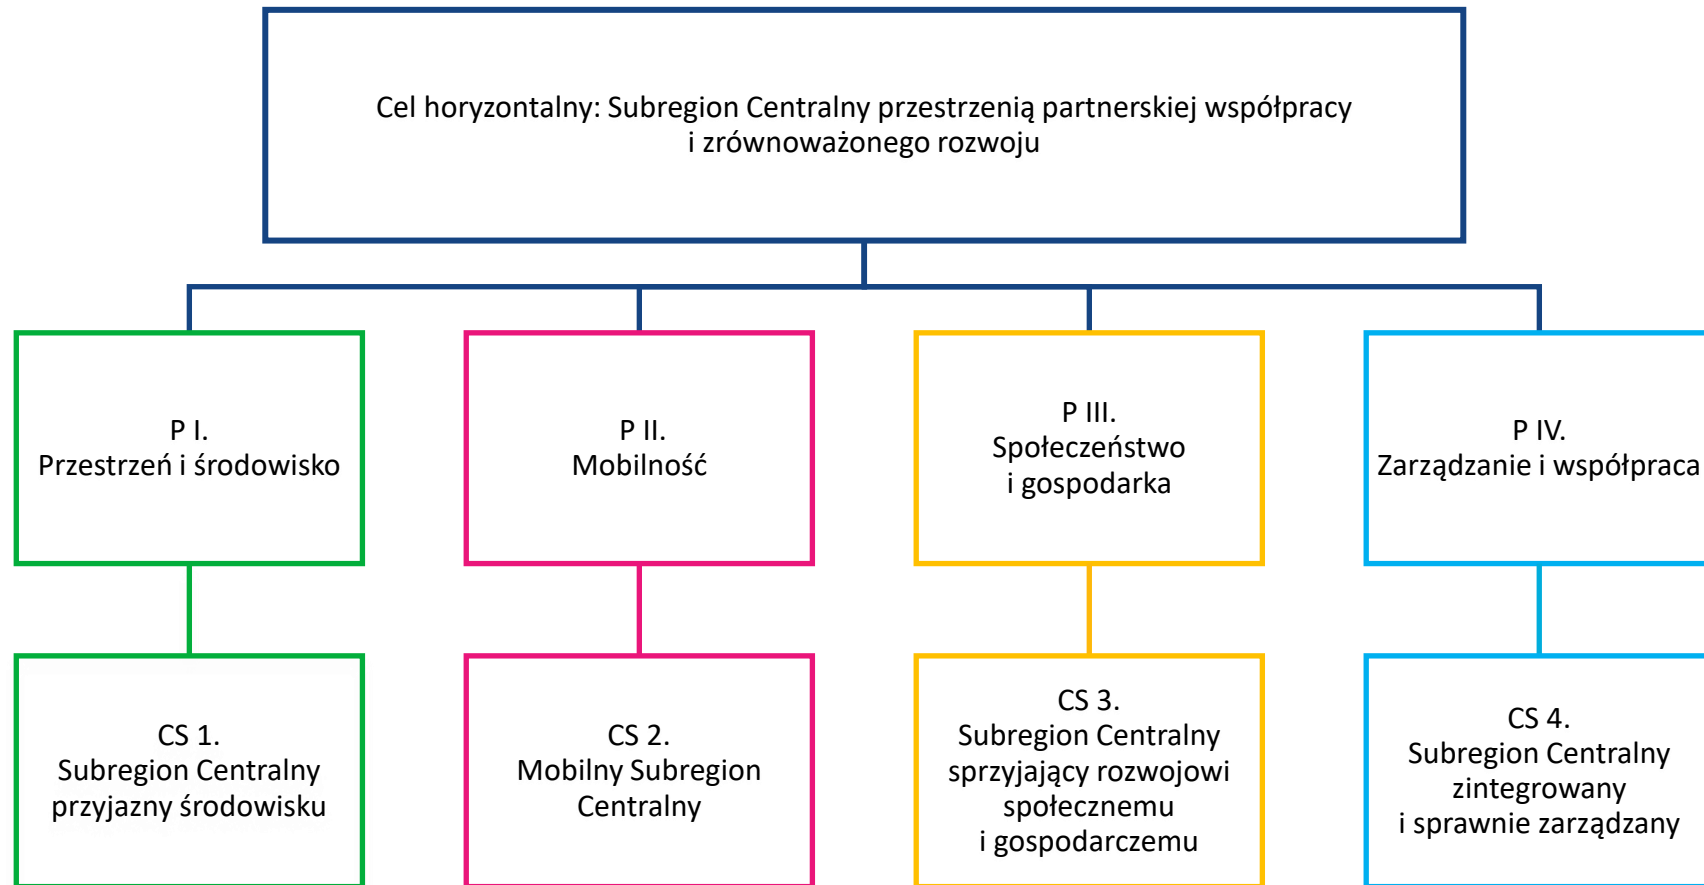 Cel horyzontalny: Subregion Centralny przestrzenią partnerskiej współpracy
i zrównoważonego rozwoju
P I.
Przestrzeń i środowisko
P II.
Mobilność
P III.
Społeczeństwo
i gospodarka
P IV.
Zarządzanie i współpraca
CS 1.
Subregion Centralny
przyjazny środowisku
CS 2.
Mobilny Subregion
Centralny
CS 3.
Subregion Centralny
sprzyjający rozwojowi
społecznemu
i gospodarczemu
CS 4.
Subregion Centralny
zintegrowany
i sprawnie zarządzany